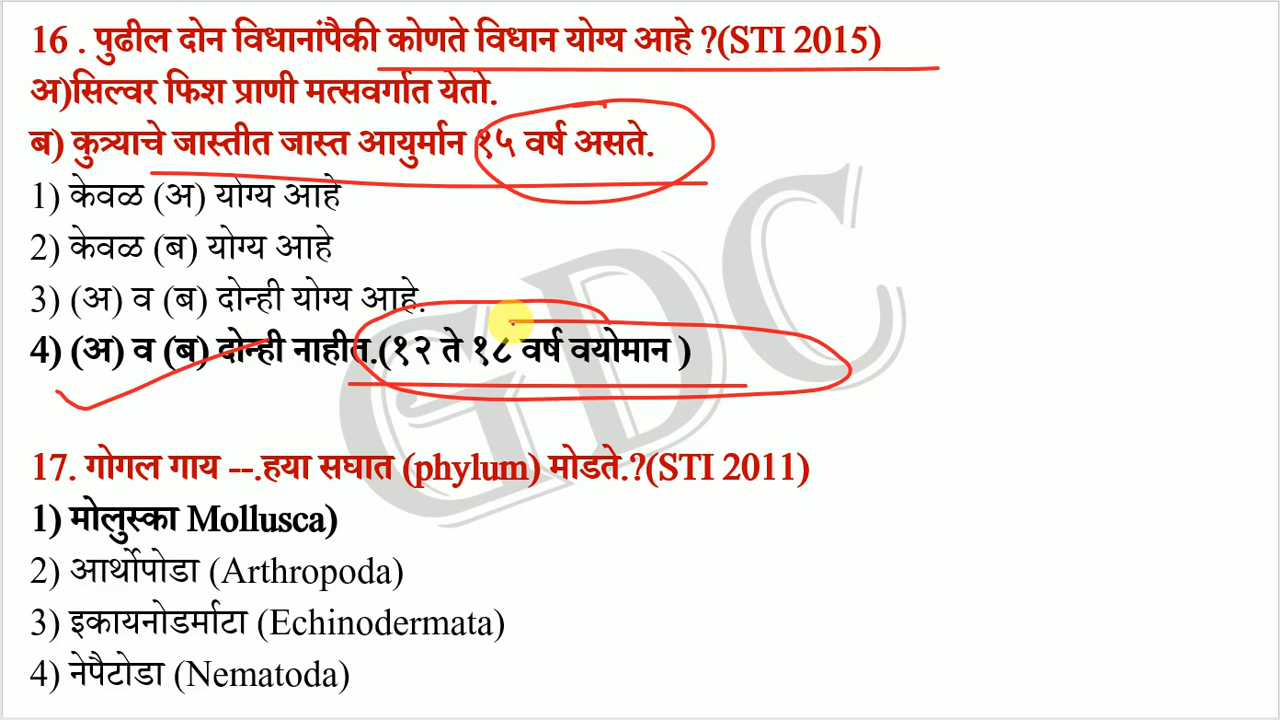 16 . पुढील दोन विधानांपैकी कोणते विधान योग्य आहे ?(STI 2015)
अ)सिल्वर फिश प्राणी मत्सवर्गात येतो.
ब) कुत्र्याचे जास्तीत जास्त आयुर्मान १५ वर्ष असते.
1) केवळ (अ) योग्य आहे
2) केवळ (ब) योग्य आहे
3) (अ) व (ब) दोन्ही योग्य आहे.
4) (अ) व (ब) दोन्ही नाहीत.(१२ ते १८ वर्ष वयोमान )
17. गोगल गाय --.हया सघात (phylum) मोडते.?(STI 2011)
1) मोलुस्का Mollusca)
2) आर्थोपोडा (Arthropoda)
3) इकायनोडर्माटा (Echinodermata)
4) नेपैटोडा (Nematoda)
GDC